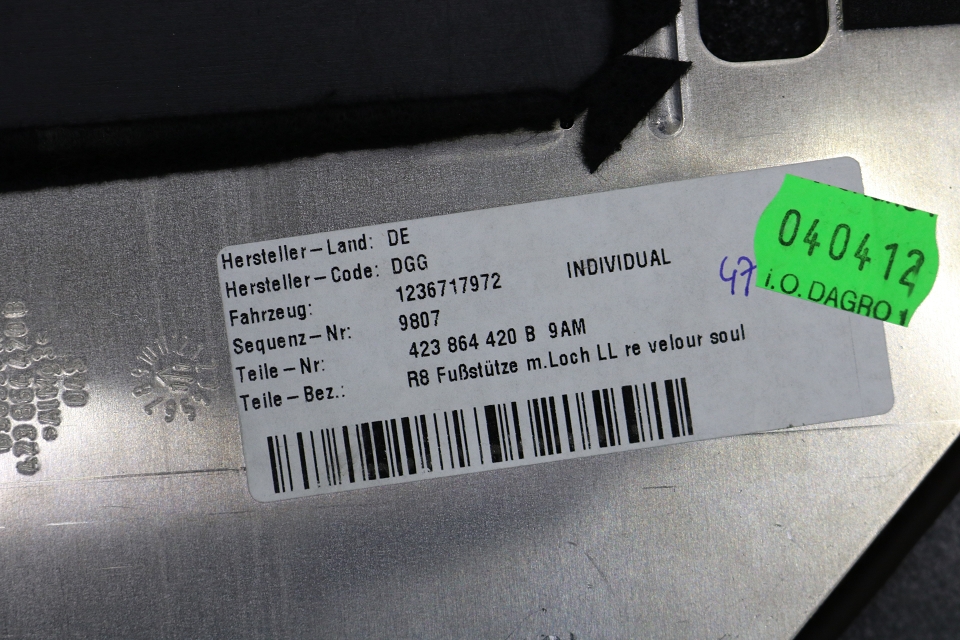 Hersteller-Land: DE
Hersteller-Code: DGG
Fahrzeug: 1236717972 INDIVIDUAL
Sequenz-Nr: 9807
Teile-Nr: 423 864 420 B 9AM
Teile-Bez.: R8 Fußstütze m.Loch LL re velour soul
47
040412
i.O. DAGRO 1